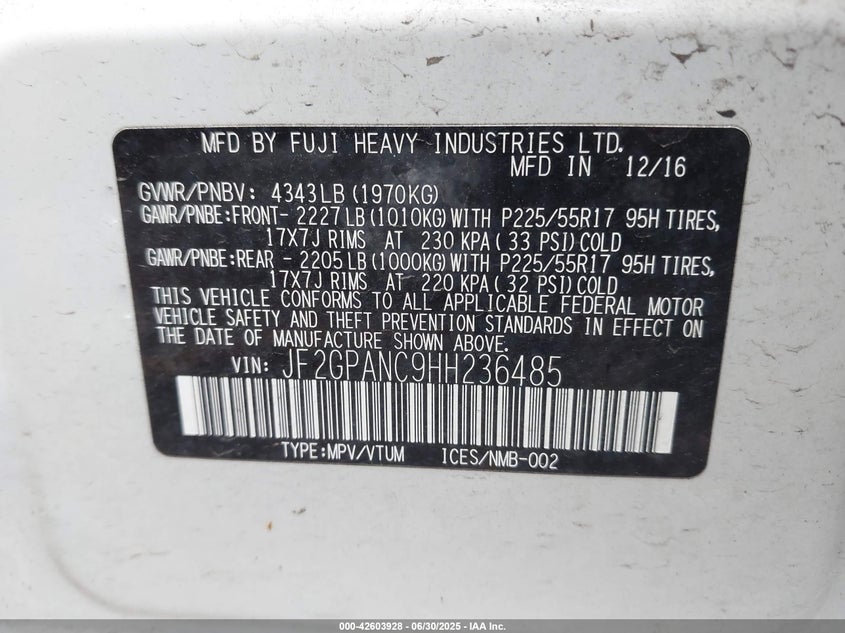 MFD BY FUJI HEAVY INDUSTRIES LTD.
MFD IN 12/16
GVWR/PNBV: 4343LB (1970KG)
GAWR/PNBE:FRONT- 2227LB (1010KG) WITH P225/55R17 95H TIRES,
17X7J RIMS AT 230 KPA ( 33 PSI) COLD
GAWR/PNBE:REAR - 2205LB (1000KG) WITH P225/55R17 95H TIRES,
17X7J RIMS AT 220 KPA ( 32 PSI) COLD
THIS VEHICLE CONFORMS TO ALL APPLICABLE FEDERAL MOTOR
VEHICLE SAFETY AND THEFT PREVENTION STANDARDS IN EFFECT ON
THE DATE OF MANUFACTURE SHOWN ABOVE.
VIN: JF2GPANC9HH236485
TYPE:MPV/VTUM ICES/NMB-002
000-42603928 - 06/30/2025 - IAA Inc.